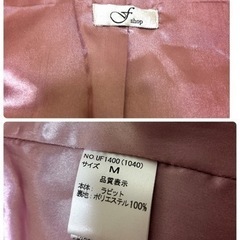 f
shop
NO.UF1400(1040)
サイズ M
品質表示
本体: ラビット
裏地: ポリエステル100%